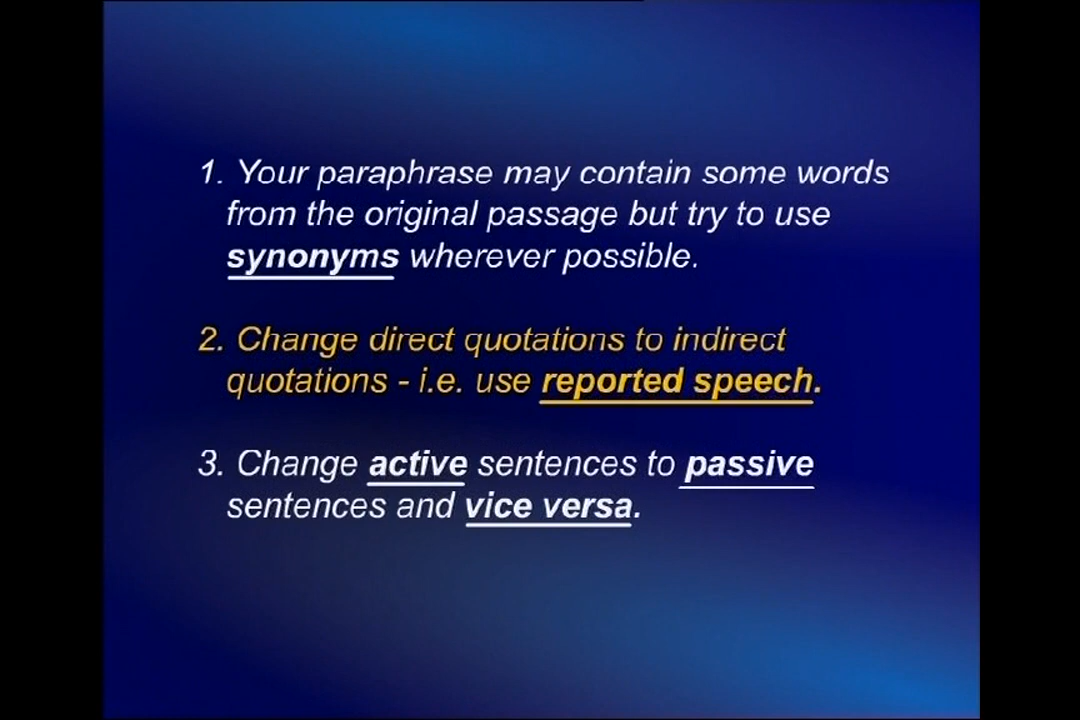 1. Your paraphrase may contain some words
from the original passage but try to use
synonyms wherever possible.
2. Change direct quotations to indirect
quotations - i.e. use reported speech.
3. Change active sentences to passive
sentences and vice versa.